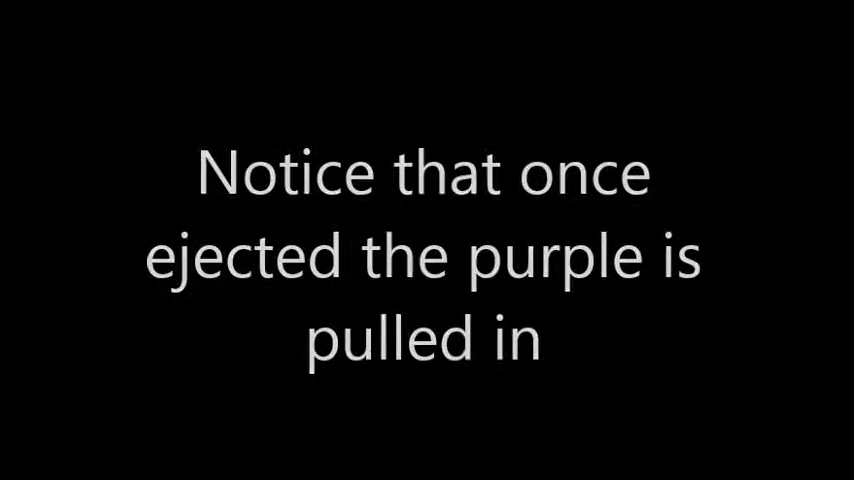 Notice that once
ejected the purple is
pulled in